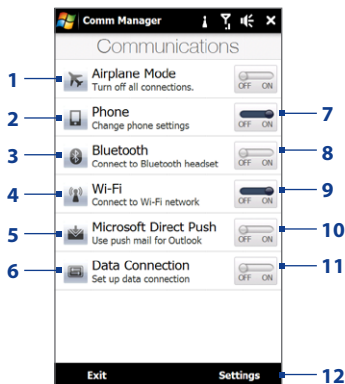 Comm Manager
Communications
1 Airplane Mode
Turn off all connections.
OFF ON
2 Phone 7
Change phone settings
OFF ON
3 Bluetooth 8
Connect to Bluetooth headset
OFF ON
4 Wi-Fi 9
Connect to Wi-Fi network
OFF ON
5 Microsoft Direct Push 10
Use push mail for Outlook
OFF ON
6 Data Connection 11
Set up data connection
OFF ON
Exit Settings 12